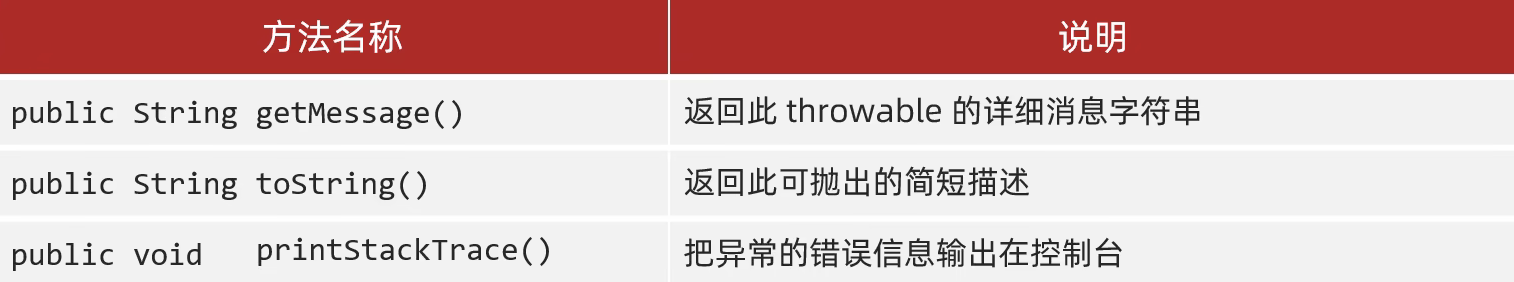 方法名称 说明
public String getMessage() 返回此 throwable 的详细消息字符串
public String toString() 返回此可抛出的简短描述
public void printStackTrace() 把异常的错误信息输出在控制台